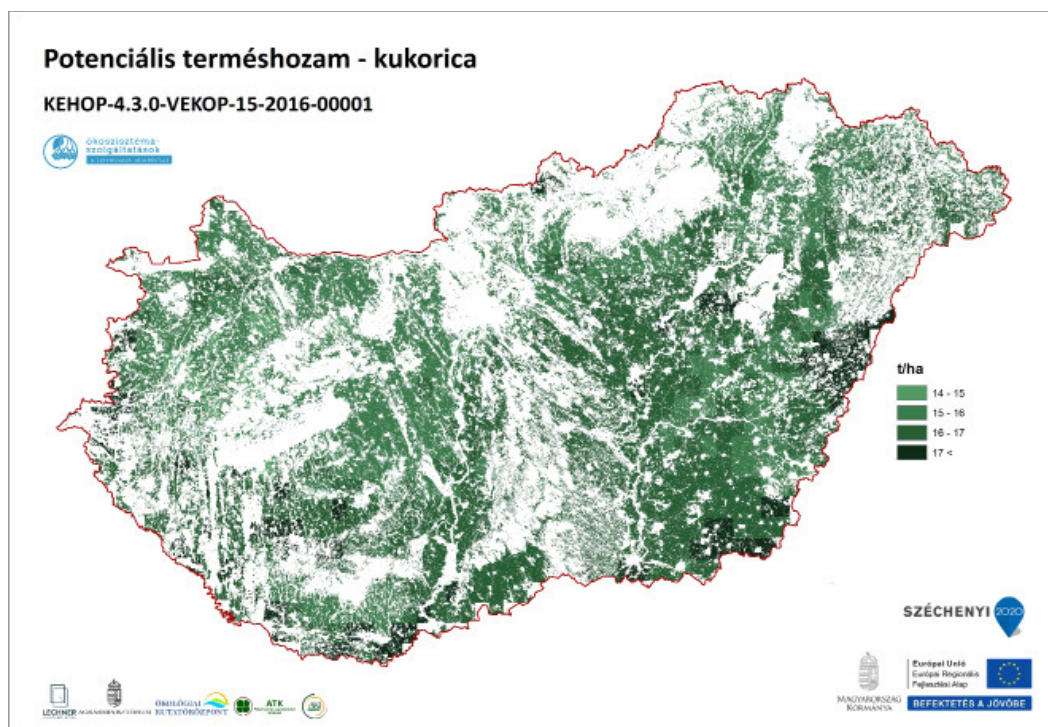 Potenciális terméshozam - kukorica
KEHOP-4.3.0-VEKOP-15-2016-00001
ökoszisztéma-
szolgáltatások
t/ha
14 - 15
15 - 16
16 - 17
17 <
SZÉCHENYI 2020
LECHNER
ÖKOLÓGIAI
KUTATÓKÖZPONT
ATK
MAGYARORSZÁG
KORMÁNYA
Európai Unió
Európai Regionális
Fejlesztési Alap
BEFEKTETÉS A JÖVŐBE